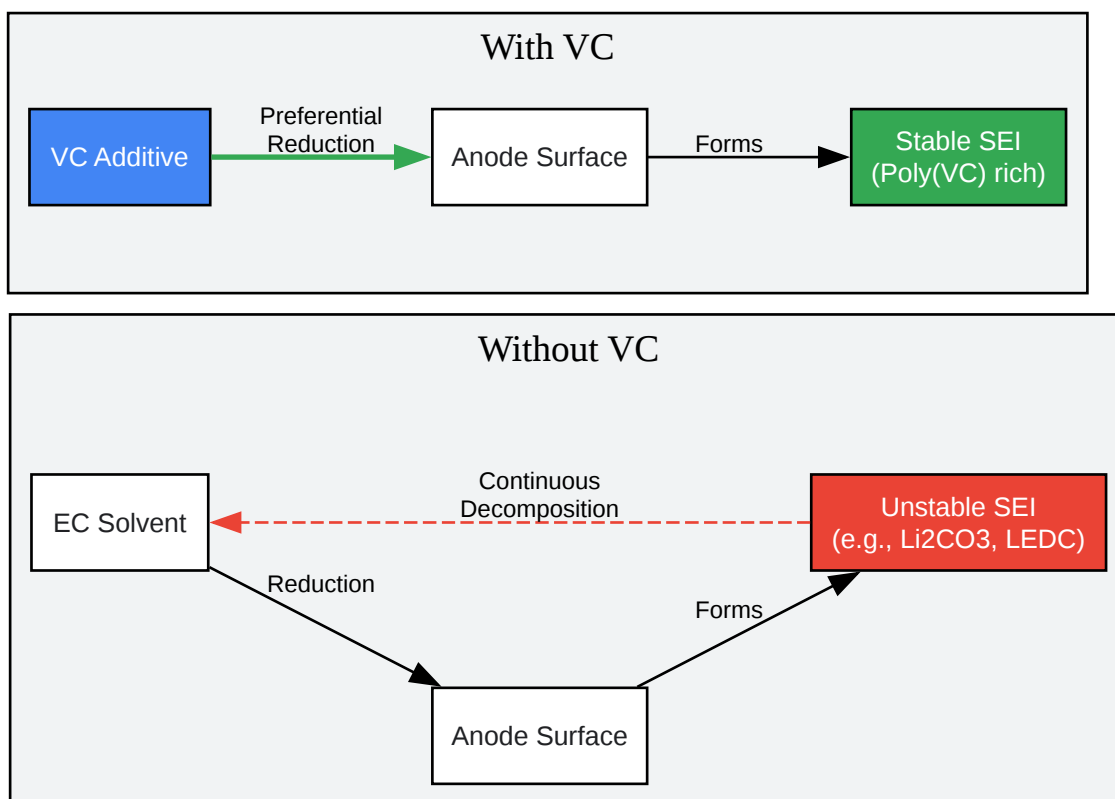 With VC
VC Additive
Preferential
Reduction
Anode Surface
Forms
Stable SEI
(Poly(VC) rich)
Without VC
EC Solvent
Continuous
Decomposition
Unstable SEI
(e.g., Li2CO3, LEDC)
Reduction
Forms
Anode Surface